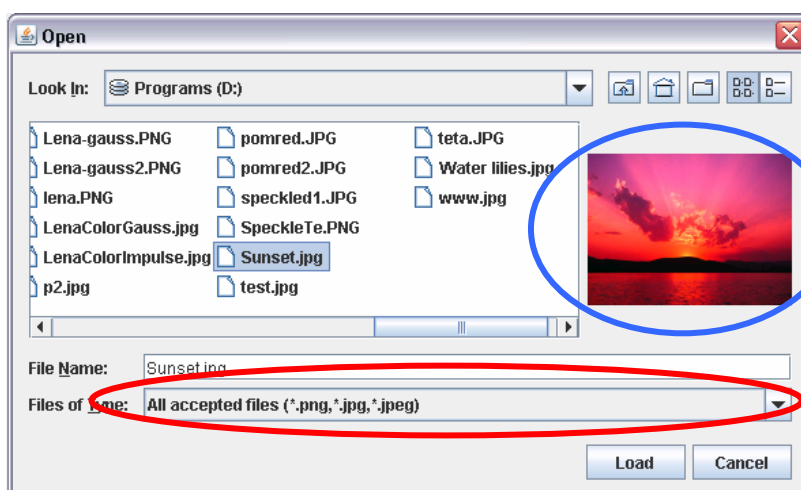 Open
Look In: Programs (D:)
Lena-gauss.PNG pomred.JPG teta.JPG
Lena-gauss2.PNG pomred2.JPG Water lilies.jpg
lena.PNG speckled1.JPG www.jpg
LenaColorGauss.jpg SpeckleTe.PNG
LenaColorImpulse.jpg Sunset.jpg
p2.jpg test.jpg
File Name: Sunset.jpg
Files of Type: All accepted files (*.png,*.jpg,*.jpeg)
Load Cancel